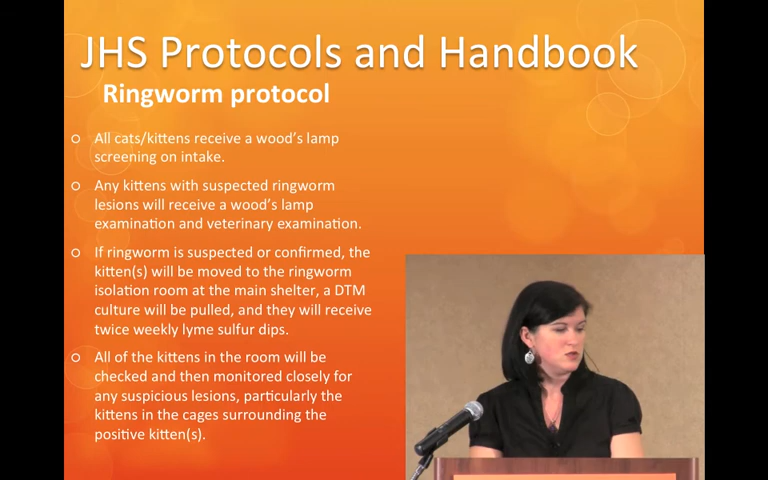 JHS Protocols and Handbook
Ringworm protocol
All cats/kittens receive a wood's lamp
screening on intake.
Any kittens with suspected ringworm
lesions will receive a wood's lamp
examination and veterinary examination.
If ringworm is suspected or confirmed, the
kitten(s) will be moved to the ringworm
isolation room at the main shelter, a DTM
culture will be pulled, and they will receive
twice weekly lyme sulfur dips.
All of the kittens in the room will be
checked and then monitored closely for
any suspicious lesions, particularly the
kittens in the cages surrounding the
positive kitten(s).